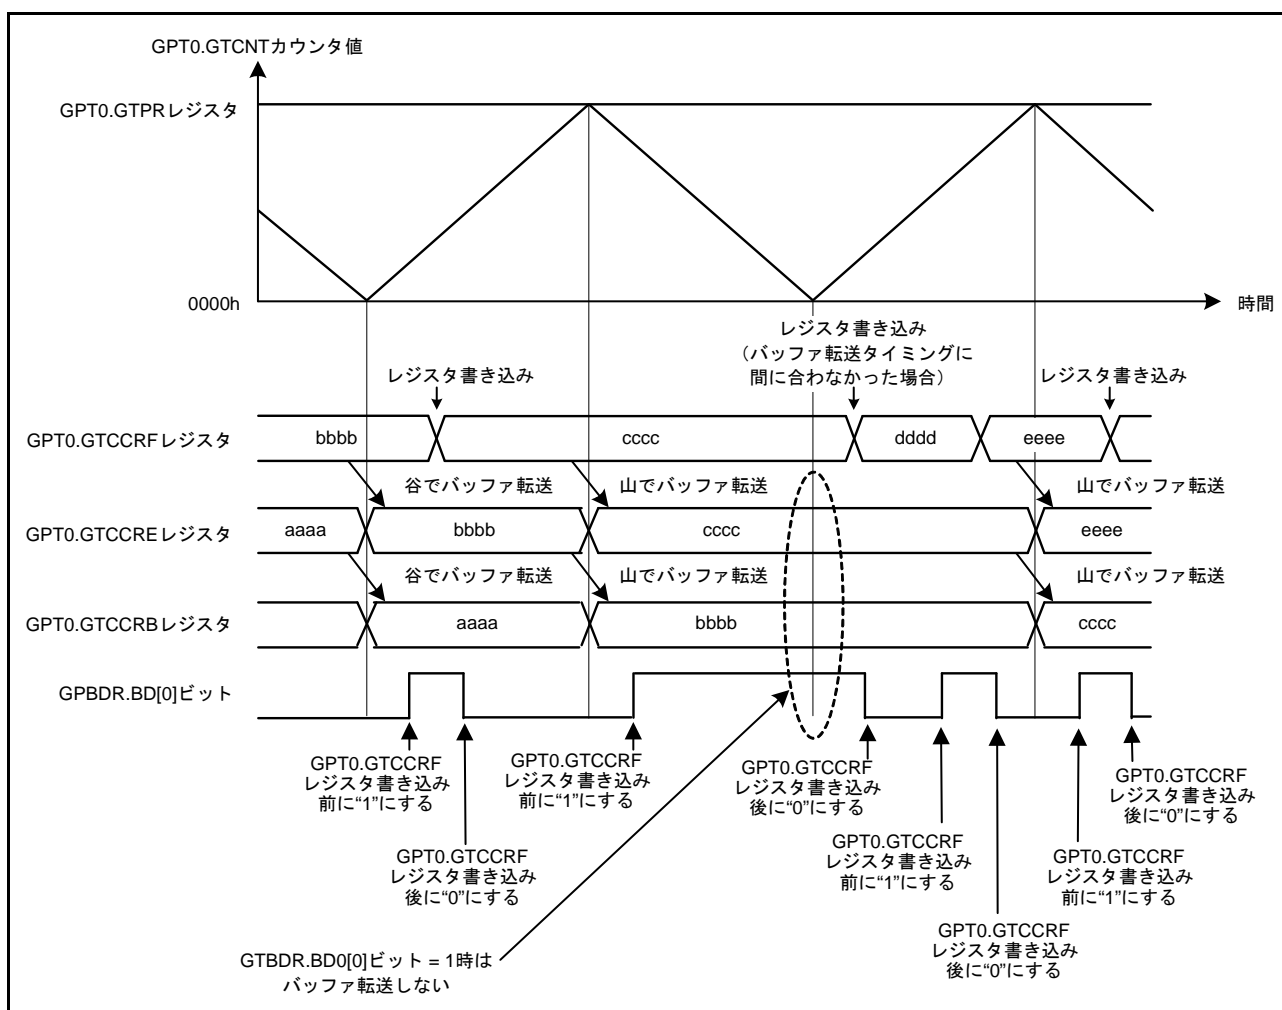 GPT0.GTCNTカウンタ値
GPT0.GTPRレジスタ
0000h
時間
レジスタ書き込み
レジスタ書き込み
（バッファ転送タイミングに
間に合わなかった場合）
レジスタ書き込み
GPT0.GTCCRFレジスタ
bbbb
cccc
dddd
eeee
谷でバッファ転送
山でバッファ転送
山でバッファ転送
GPT0.GTCCREレジスタ
aaaa
bbbb
cccc
eeee
谷でバッファ転送
山でバッファ転送
山でバッファ転送
GPT0.GTCCRBレジスタ
aaaa
bbbb
cccc
GPBDR.BD[0]ビット
GPT0.GTCCRF
レジスタ書き込み
前に“1”にする
GPT0.GTCCRF
レジスタ書き込み
後に“0”にする
GPT0.GTCCRF
レジスタ書き込み
前に“1”にする
GPT0.GTCCRF
レジスタ書き込み
後に“0”にする
GPT0.GTCCRF
レジスタ書き込み
前に“1”にする
GPT0.GTCCRF
レジスタ書き込み
後に“0”にする
GPT0.GTCCRF
レジスタ書き込み
前に“1”にする
GPT0.GTCCRF
レジスタ書き込み
後に“0”にする
GTBDR.BD0[0]ビット = 1時は
バッファ転送しない